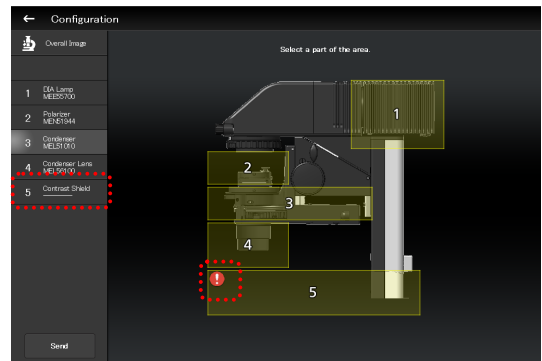 ← Configuration
Overall Image
Select a part of the area.
1 DIA Lamp
MEE55700
2 Polarizer
MEN51944
3 Condenser
MEL51010
4 Condenser Lens
MEL56100
5 Contrast Shield
1
2
3
4
!
5
Send